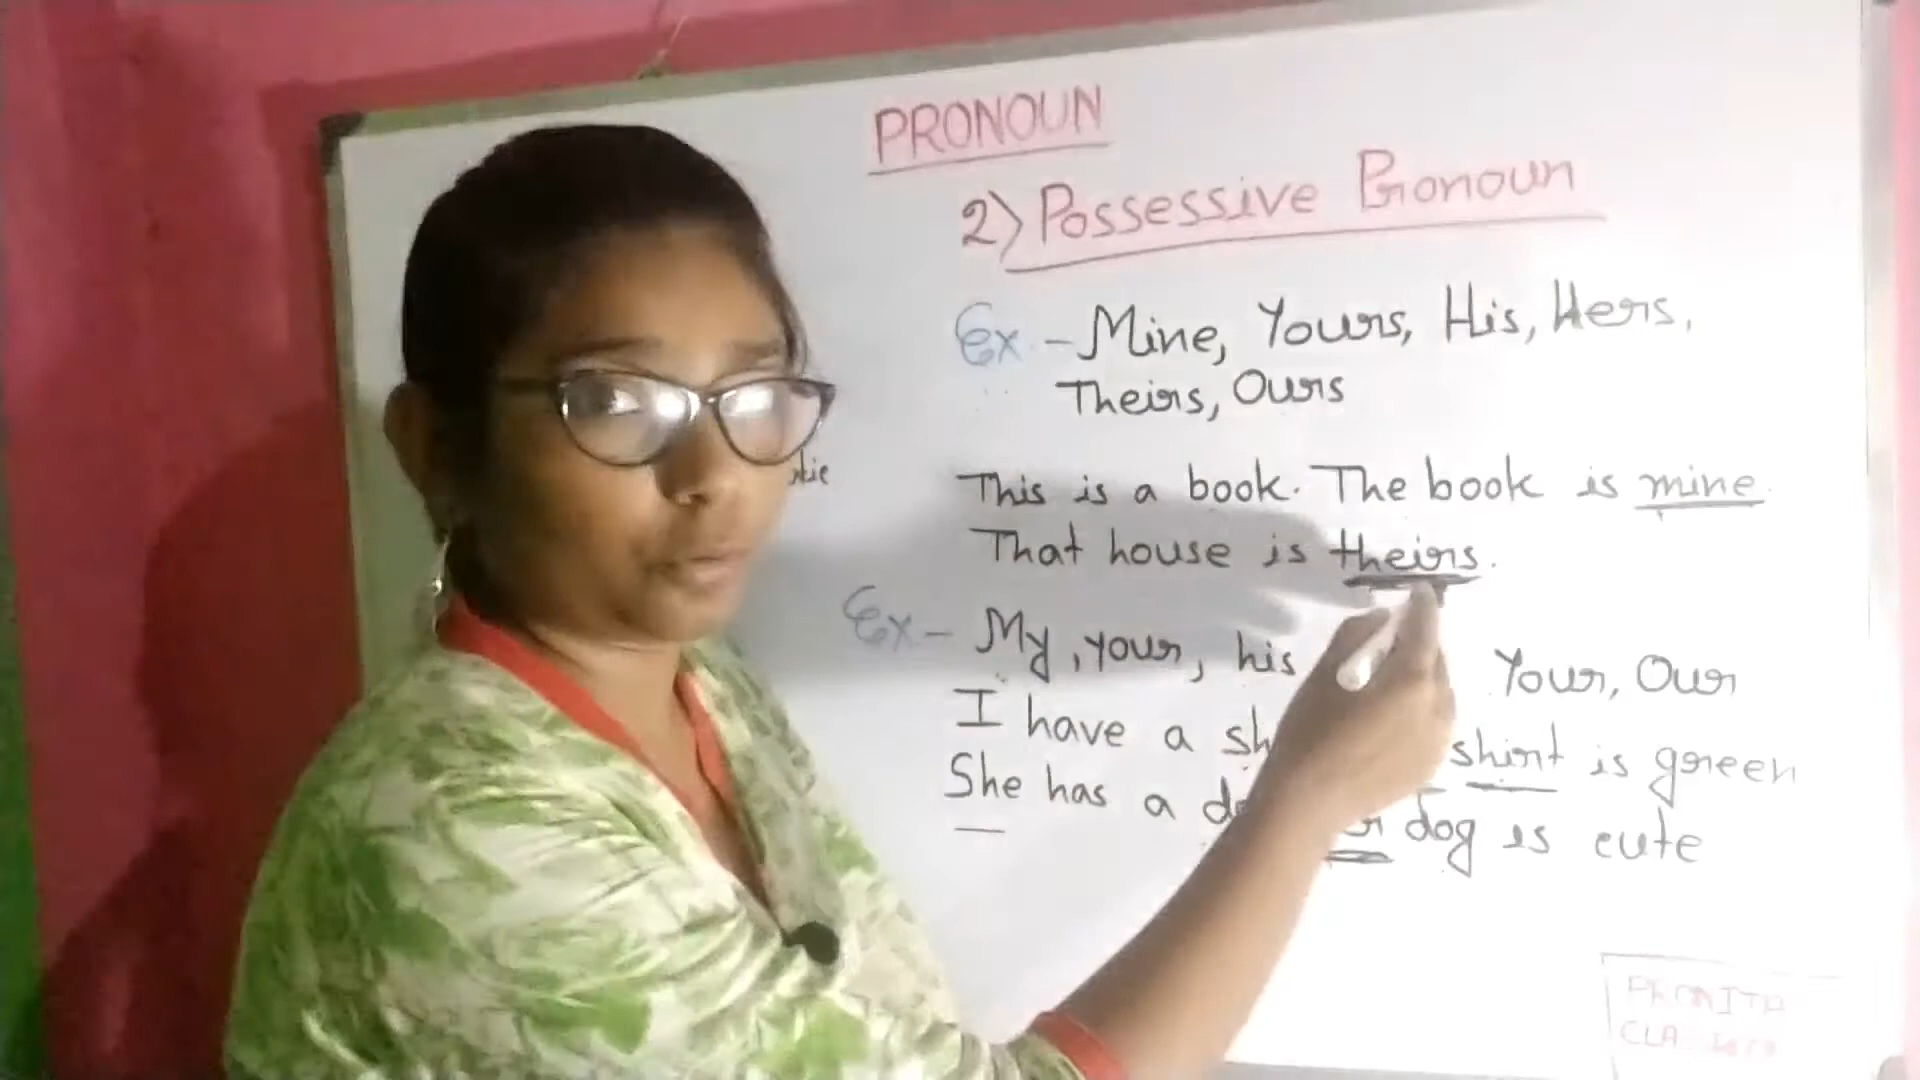 PRONOUN
2) Possessive Pronoun
Ex - Mine, Yours, His, Hers,
Theirs, Ours
This is a book. The book is mine.
That house is theirs.
Ex - My, your, his Your, Our
I have a shirt is green
She has a dog is cute